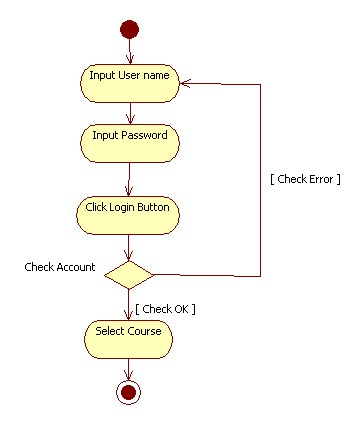 Input User name
Input Password
[ Check Error ]
Click Login Button
Check Account
[ Check OK ]
Select Course